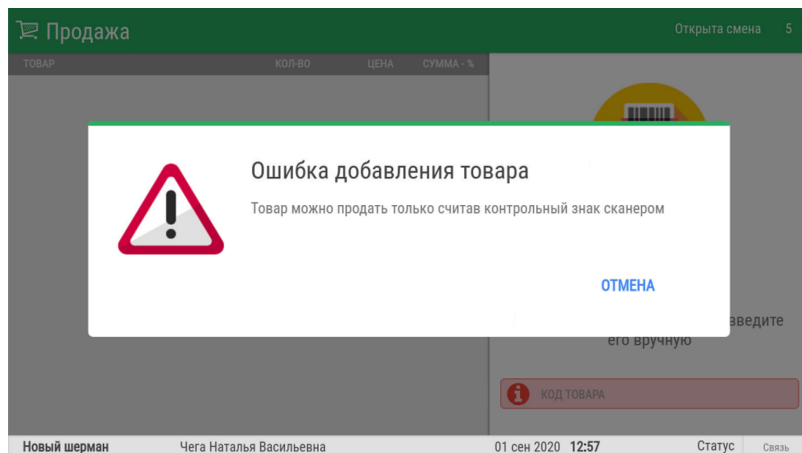 Продажа
Открыта смена 5
ТОВАР КОЛ-ВО ЦЕНА СУММА - %
Ошибка добавления товара
Товар можно продать только считав контрольный знак сканером
ОТМЕНА
введите
его вручную
КОД ТОВАРА
Новый шерман Чега Наталья Васильевна 01 сен 2020 12:57 Статус Связь